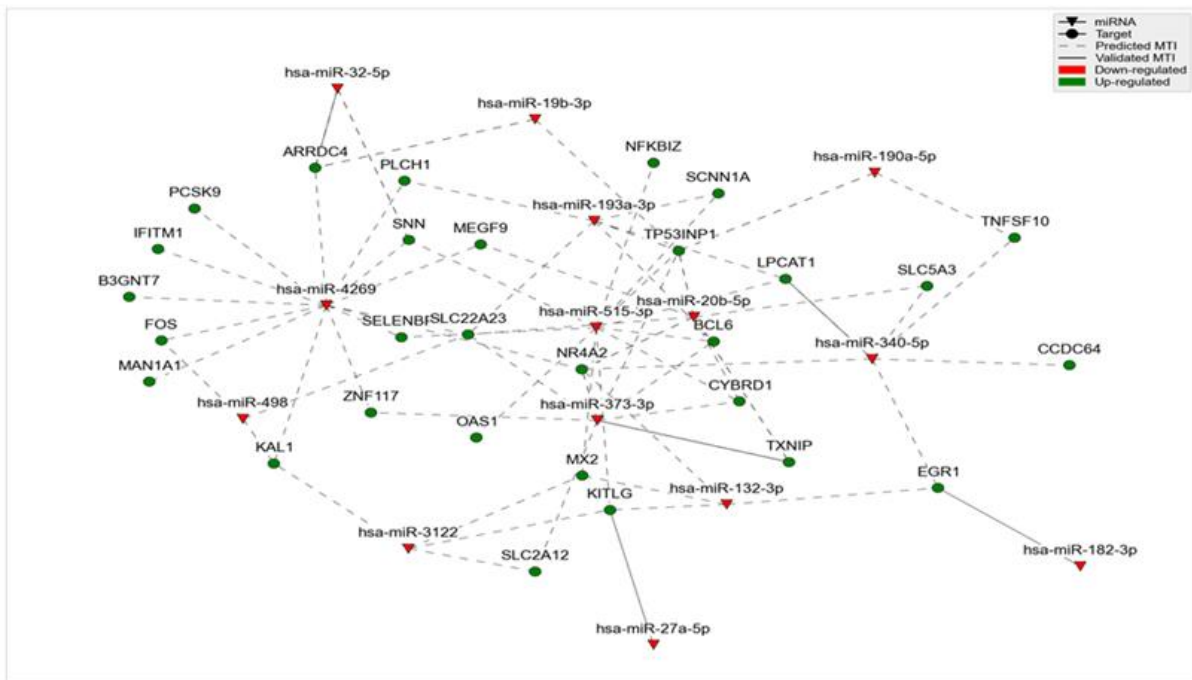 miRNA
Target
Predicted MTI
Validated MTI
Down-regulated
Up-regulated
hsa-miR-32-5p
hsa-miR-19b-3p
ARRDC4
PLCH1
NFKBIZ
SCNN1A
hsa-miR-190a-5p
PCSK9
hsa-miR-193a-3p
IFITM1
SNN
MEGF9
TP53INP1
TNFSF10
B3GNT7
hsa-miR-4269
LPCAT1
SLC5A3
FOS
SELENBP
SLC22A23
hsa-miR-515-3p
hsa-miR-20b-5p
BCL6
hsa-miR-340-5p
MAN1A1
NR4A2
CCDC64
hsa-miR-498
ZNF117
hsa-miR-373-3p
CYBRD1
OAS1
KAL1
MX2
TXNIP
KITLG
hsa-miR-132-3p
EGR1
hsa-miR-3122
SLC2A12
hsa-miR-182-3p
hsa-miR-27a-5p